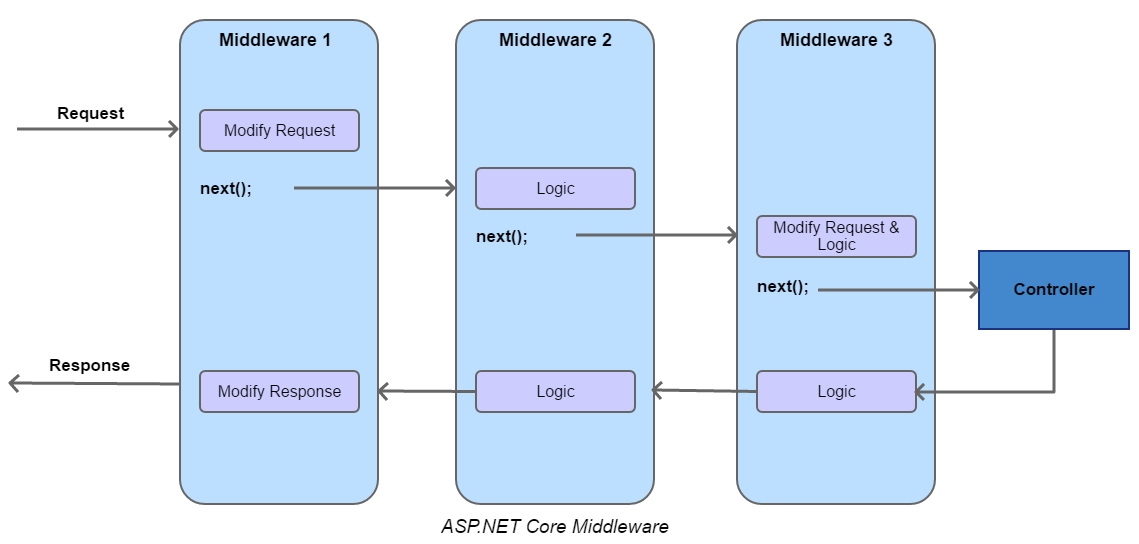 Middleware 1
Middleware 2
Middleware 3
Request
Modify Request
next();
Logic
next();
Modify Request &
Logic
next();
Controller
Response
Modify Response
Logic
Logic
ASP.NET Core Middleware